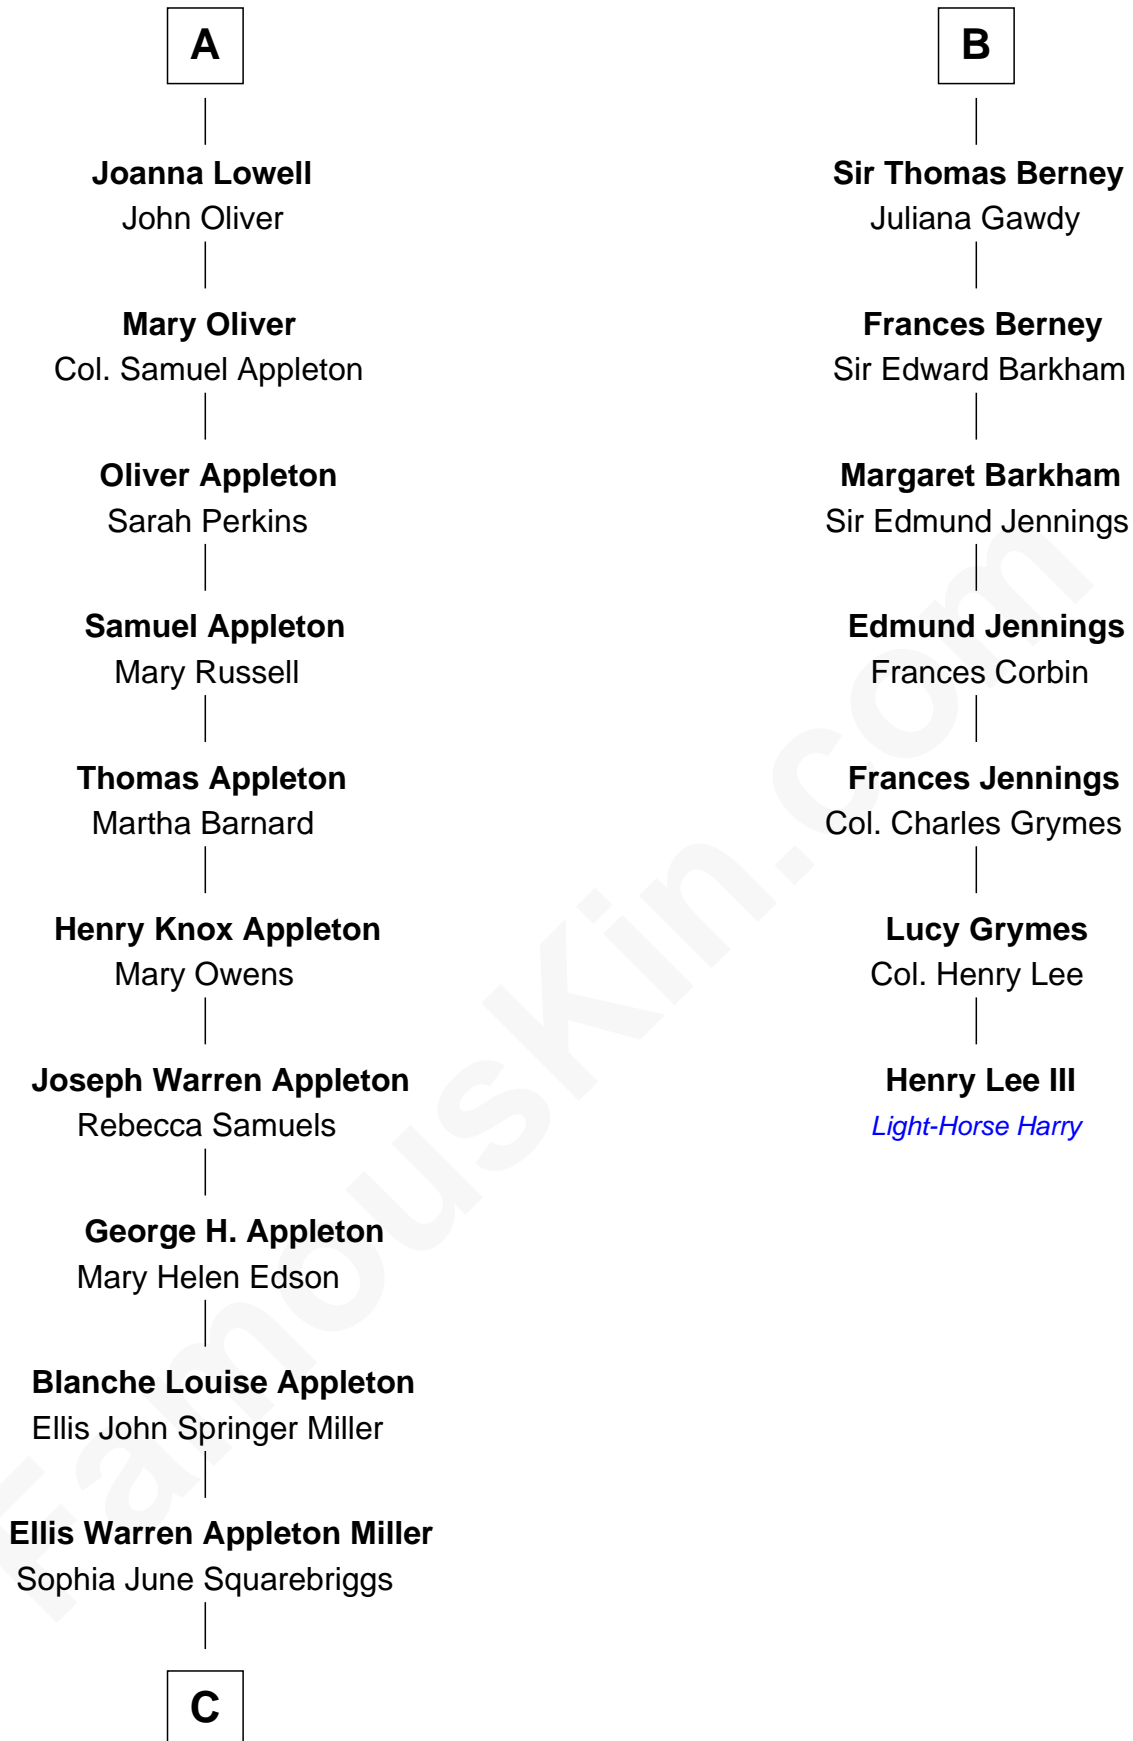 A
Joanna Lowell
John Oliver
Mary Oliver
Col. Samuel Appleton
Oliver Appleton
Sarah Perkins
Samuel Appleton
Mary Russell
Thomas Appleton
Martha Barnard
Henry Knox Appleton
Mary Owens
Joseph Warren Appleton
Rebecca Samuels
George H. Appleton
Mary Helen Edson
Blanche Louise Appleton
Ellis John Springer Miller
Ellis Warren Appleton Miller
Sophia June Squarebriggs
C
B
Sir Thomas Berney
Juliana Gawdy
Frances Berney
Sir Edward Barkham
Margaret Barkham
Sir Edmund Jennings
Edmund Jennings
Frances Corbin
Frances Jennings
Col. Charles Grymes
Lucy Grymes
Col. Henry Lee
Henry Lee III
Light-Horse Harry
FamousKin.com